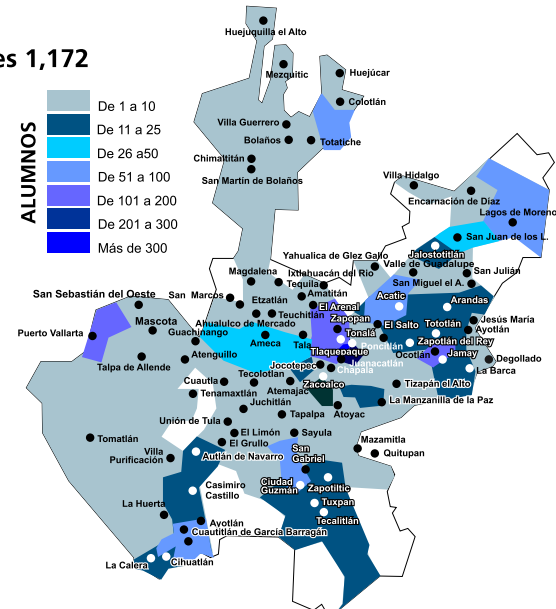 es 1,172
ALUMNOS
De 1 a 10
De 11 a 25
De 26 a50
De 51 a 100
De 101 a 200
De 201 a 300
Más de 300
Huejuquilla el Alto
Mezquitic
Huejúcar
Colotlán
Villa Guerrero
Bolaños
Totatiche
Chimaltitán
San Martín de Bolaños
Villa Hidalgo
Encarnación de Díaz
Lagos de Moreno
San Juan de los L.
Jalostotitlán
Yahualica de Glez Gallo
Valle de Guadalupe
San Julián
San Miguel el A.
Magdalena
Ixtlahuacán del Río
Tequila
Amatitán
San Sebastián del Oeste
San Marcos
Etzatlán
El Arenal
Acatic
Arandas
Teuchitlán
Zapopan
Puerto Vallarta
Mascota
Ahualulco de Mercado
Guachinango
Ameca
Tala
Tonalá
El Salto
Tototlán
Jesús María
Ayotlán
Poncitlán
Zapotlán del Rey
Talpa de Allende
Atenguillo
Tlaquepaque
Ocotlán
Jamay
Degollado
Jocotepec
Chapala
La Barca
Cuautla
Tecolotlan
Zacoalco
Tizapán el Alto
Tenamaxtlan
Atemajac
Juchitlán
La Manzanilla de la Paz
Tapalpa
Atoyac
Unión de Tula
El Limón
Sayula
Tomatlán
El Grullo
Mazamitla
Quitupan
Villa
Purificación
Autlán de Navarro
San
Gabriel
Casimiro
Castillo
Ciudad
Guzmán
Zapotiltic
Tuxpan
Tecalitlán
La Huerta
Ayotlán
Cuautitlán de García Barragán
La Calera
Cihuatlán